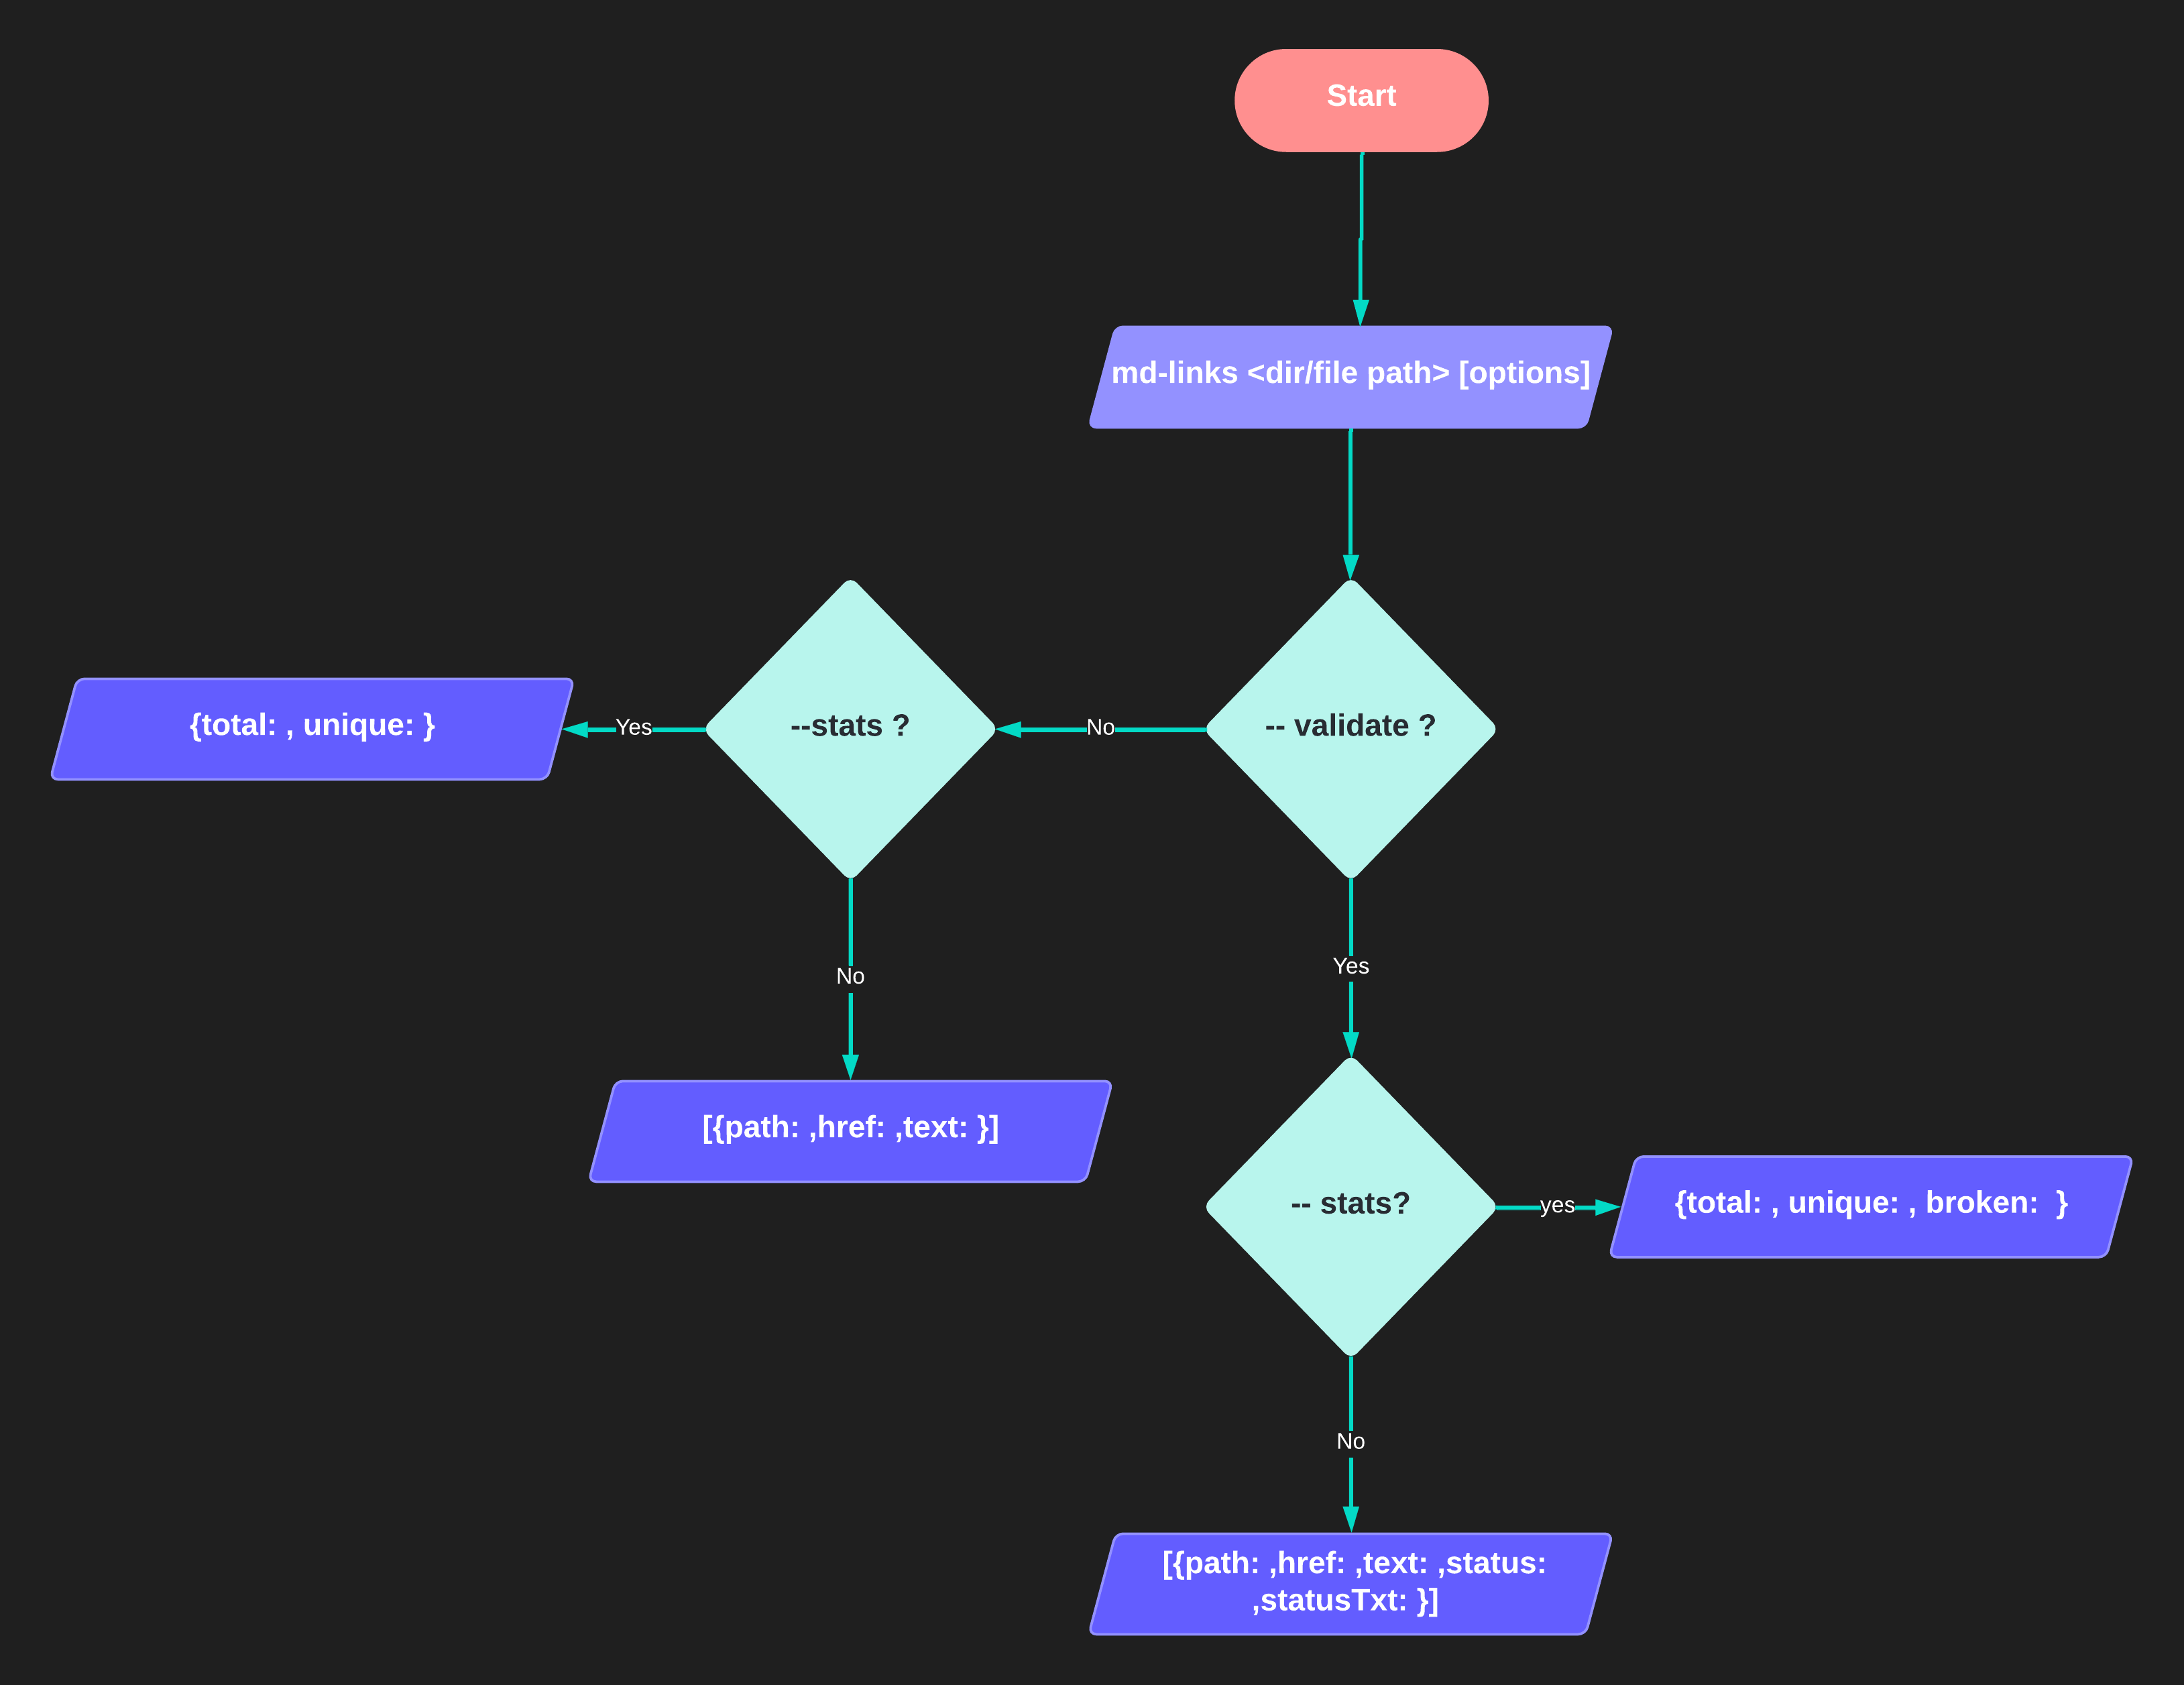 Start
md-links <dir/file path> [options]
{total: , unique: }
Yes
--stats ?
No
-- validate ?
No
Yes
[{path: ,href: ,text: }]
-- stats?
yes
{total: , unique: , broken:  }
No
[{path: ,href: ,text: ,status:
,statusTxt: }]